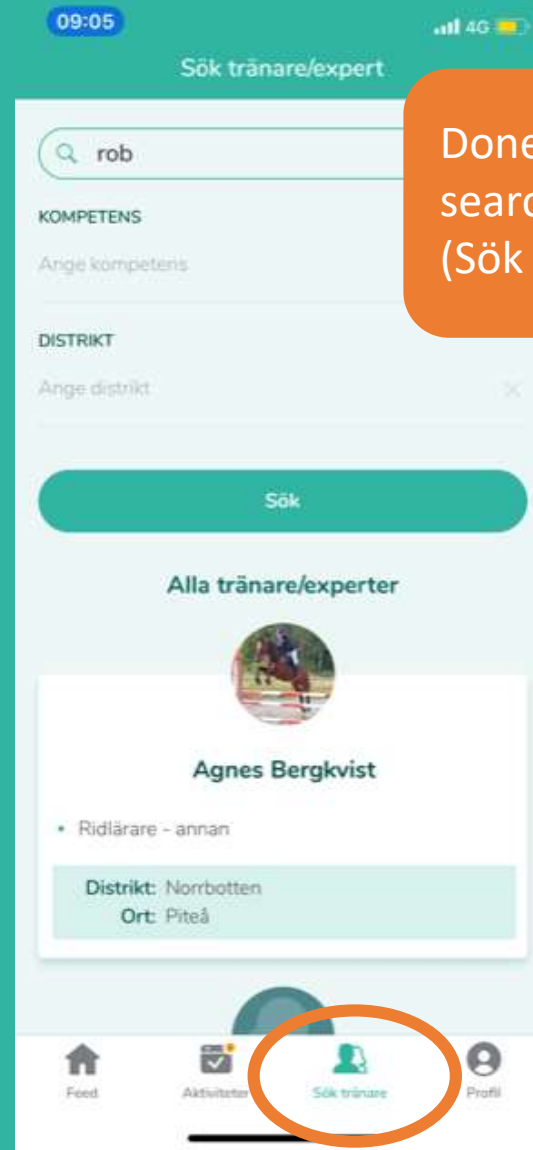 09:05
4G
Sök tränare/expert
rob
Done
(Sök
KOMPETENS
Ange kompetens
DISTRIKT
Ange distrikt
Sök
Alla tränare/experter
Agnes Bergkvist
• Ridlärare - annan
Distrikt: Norrbotten
Ort: Piteå
Feed
Aktiviteter
Sök tränare
Profil